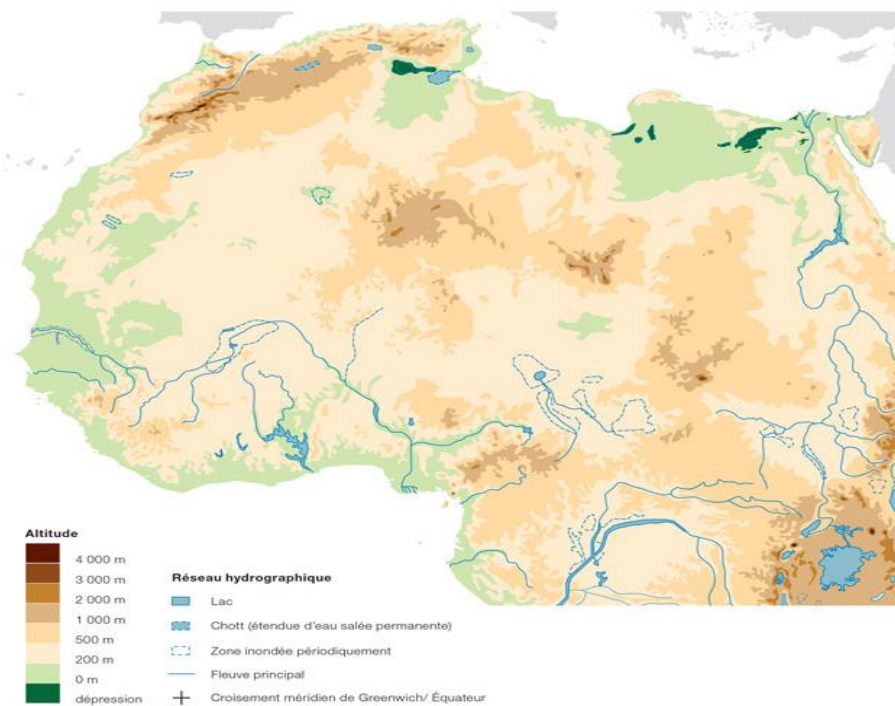 Altitude
4 000 m
3 000 m
2 000 m
1 000 m
500 m
200 m
0 m
dépression
Réseau hydrographique
Lac
Chott (étendue d'eau salée permanente)
Zone inondée périodiquement
Fleuve principal
Croisement méridien de Greenwich/ Équateur